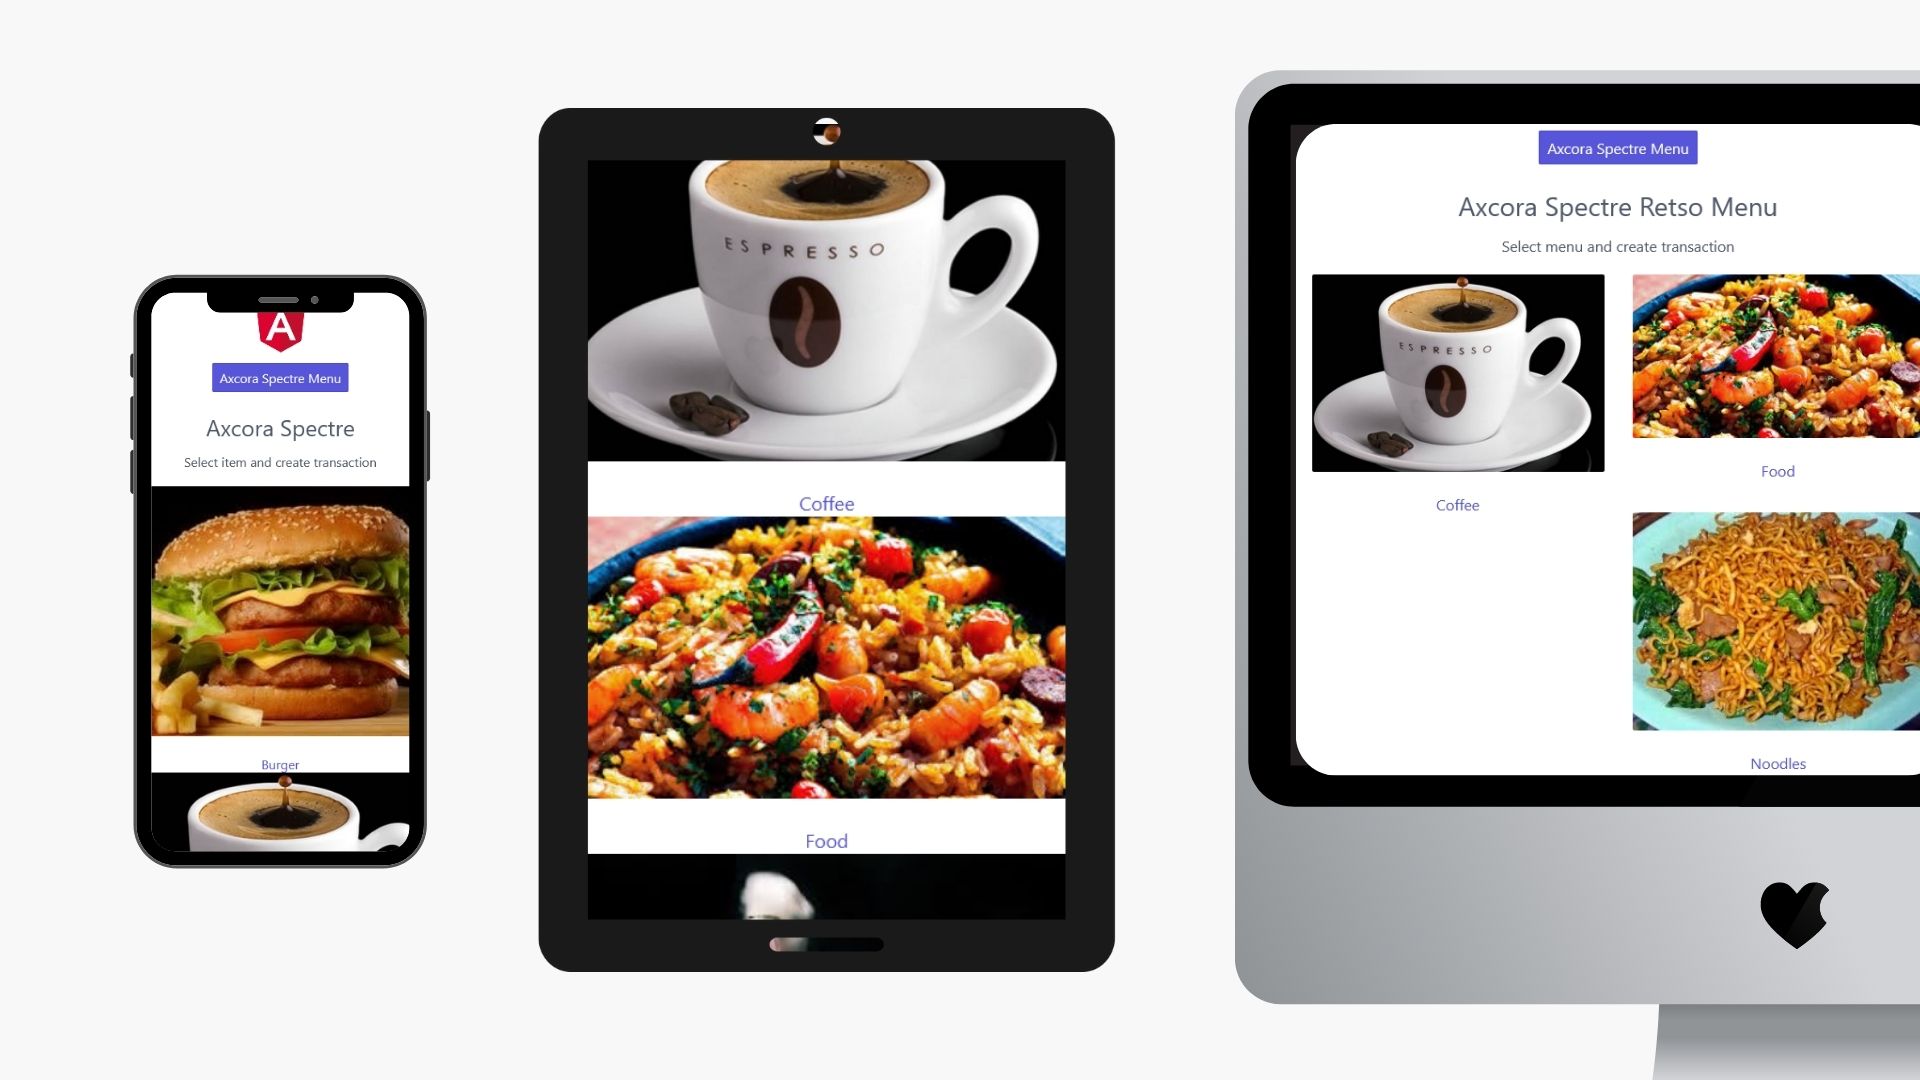 A
Axcora Spectre Menu
Axcora Spectre
Select item and create transaction
Burger
ESPRESSO
Coffee
Food
Axcora Spectre Menu
Axcora Spectre Retso Menu
Select menu and create transaction
ESPRESSO
Coffee
Food
Noodles